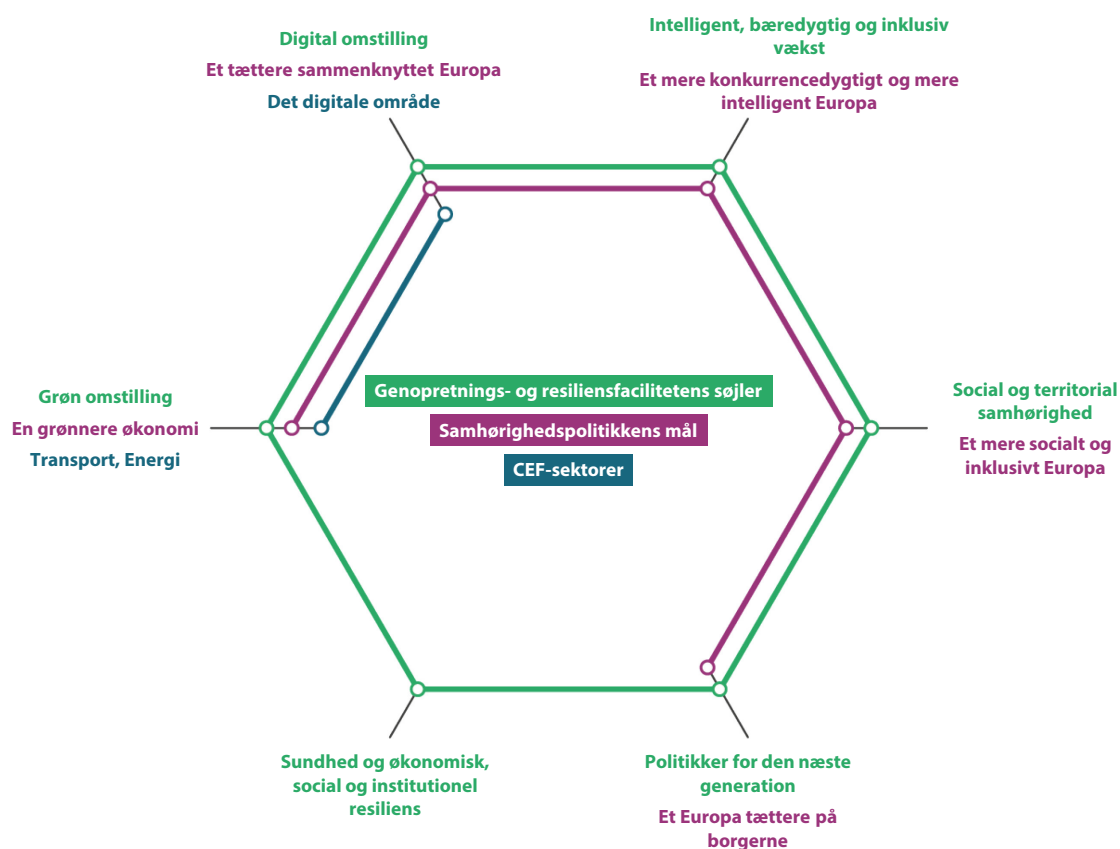 Digital omstilling
Et tættere sammenknyttet Europa
Det digitale område
Intelligent, bæredygtig og inklusiv
vækst
Et mere konkurrencedygtigt og mere
intelligent Europa
Grøn omstilling
En grønnere økonomi
Transport, Energi
Genopretnings- og resiliensfacilitetens søjler
Samhørighedspolitikkens mål
CEF-sektorer
Social og territorial
samhørighed
Et mere socialt og
inklusivt Europa
Sundhed og økonomisk,
social og institutionel
resiliens
Politikker for den næste
generation
Et Europa tættere på
borgerne